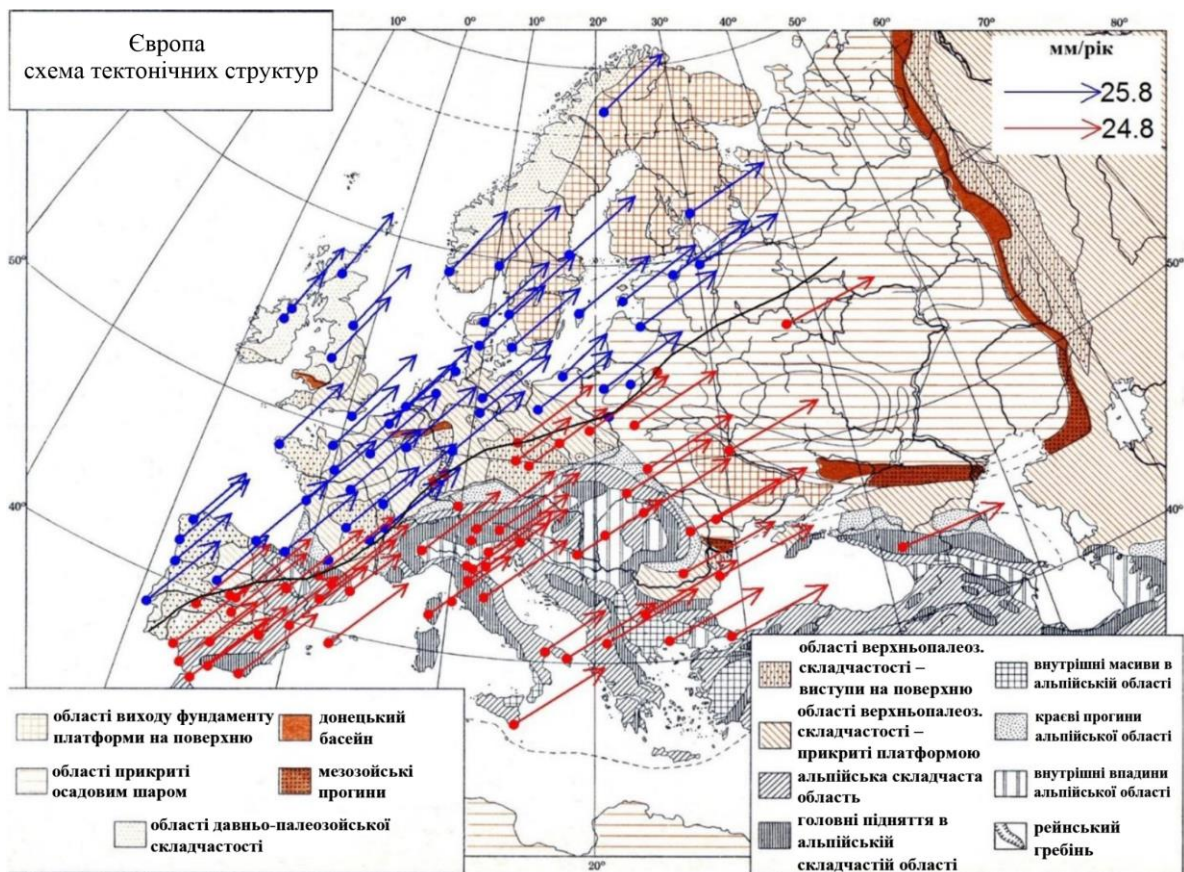 Європа
схема тектонічних структур
10°
0°
10°
20°
30°
40°
50°
60°
70°
80°
мм/рік
25.8
24.8
50°
50°
40°
40°
20°
0°
20°
30°
40°
області виходу фундаменту
платформи на поверхню
області прикриті
осадовим шаром
області давньо-палеозойської
складчастості
донецький
басейн
мезозойські
прогини
області верхньопалеоз.
складчастості –
виступи на поверхню
області верхньопалеоз.
складчастості –
прикриті платформою
альпійська складчаста
область
головні підняття в
альпійській
складчастій області
внутрішні масиви в
альпійській області
краєві прогини
альпійської області
внутрішні впадини
альпійської області
рейнський
гребінь